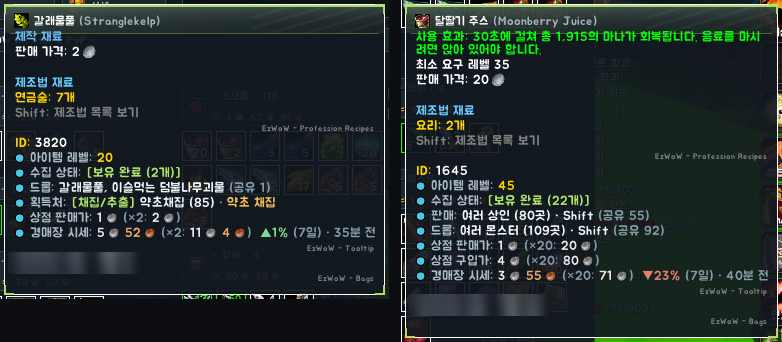 갈래물풀 (Stranglekelp)
제작 재료
판매 가격: 2
제조법 재료
연금술: 7개
Shift: 제조법 목록 보기
EzWoW - Profession Recipes
ID: 3820
아이템 레벨: 20
수집 상태: [보유 완료 (2개)]
드롭: 갈래물풀, 이슬먹는 덤불나무괴물 (공유 1)
획득처: [채집/추출] 약초채집 (85) · 약초 채집
상점 판매가: 1 (×2: 2)
경매장 시세: 5 52 (×2: 11 4) ▲1% (7일) · 35분 전
EzWoW - Tooltip
EzWoW - Bags
달딸기 주스 (Moonberry Juice)
사용 효과: 30초에 걸쳐 총 1,915의 마나가 회복됩니다. 음료를 마시
려면 앉아 있어야 합니다.
최소 요구 레벨 35
판매 가격: 20
제조법 재료
요리: 2개
Shift: 제조법 목록 보기
EzWoW - Profession Recipes
ID: 1645
아이템 레벨: 45
수집 상태: [보유 완료 (22개)]
판매: 여러 상인 (80곳) · Shift (공유 55)
드롭: 여러 몬스터 (109곳) · Shift (공유 92)
상점 판매가: 1 (×20: 20)
상점 구입가: 4 (×20: 80)
경매장 시세: 3 55 (×20: 71) ▼23% (7일) · 40분 전
EzWoW - Tooltip
EzWoW - Bags